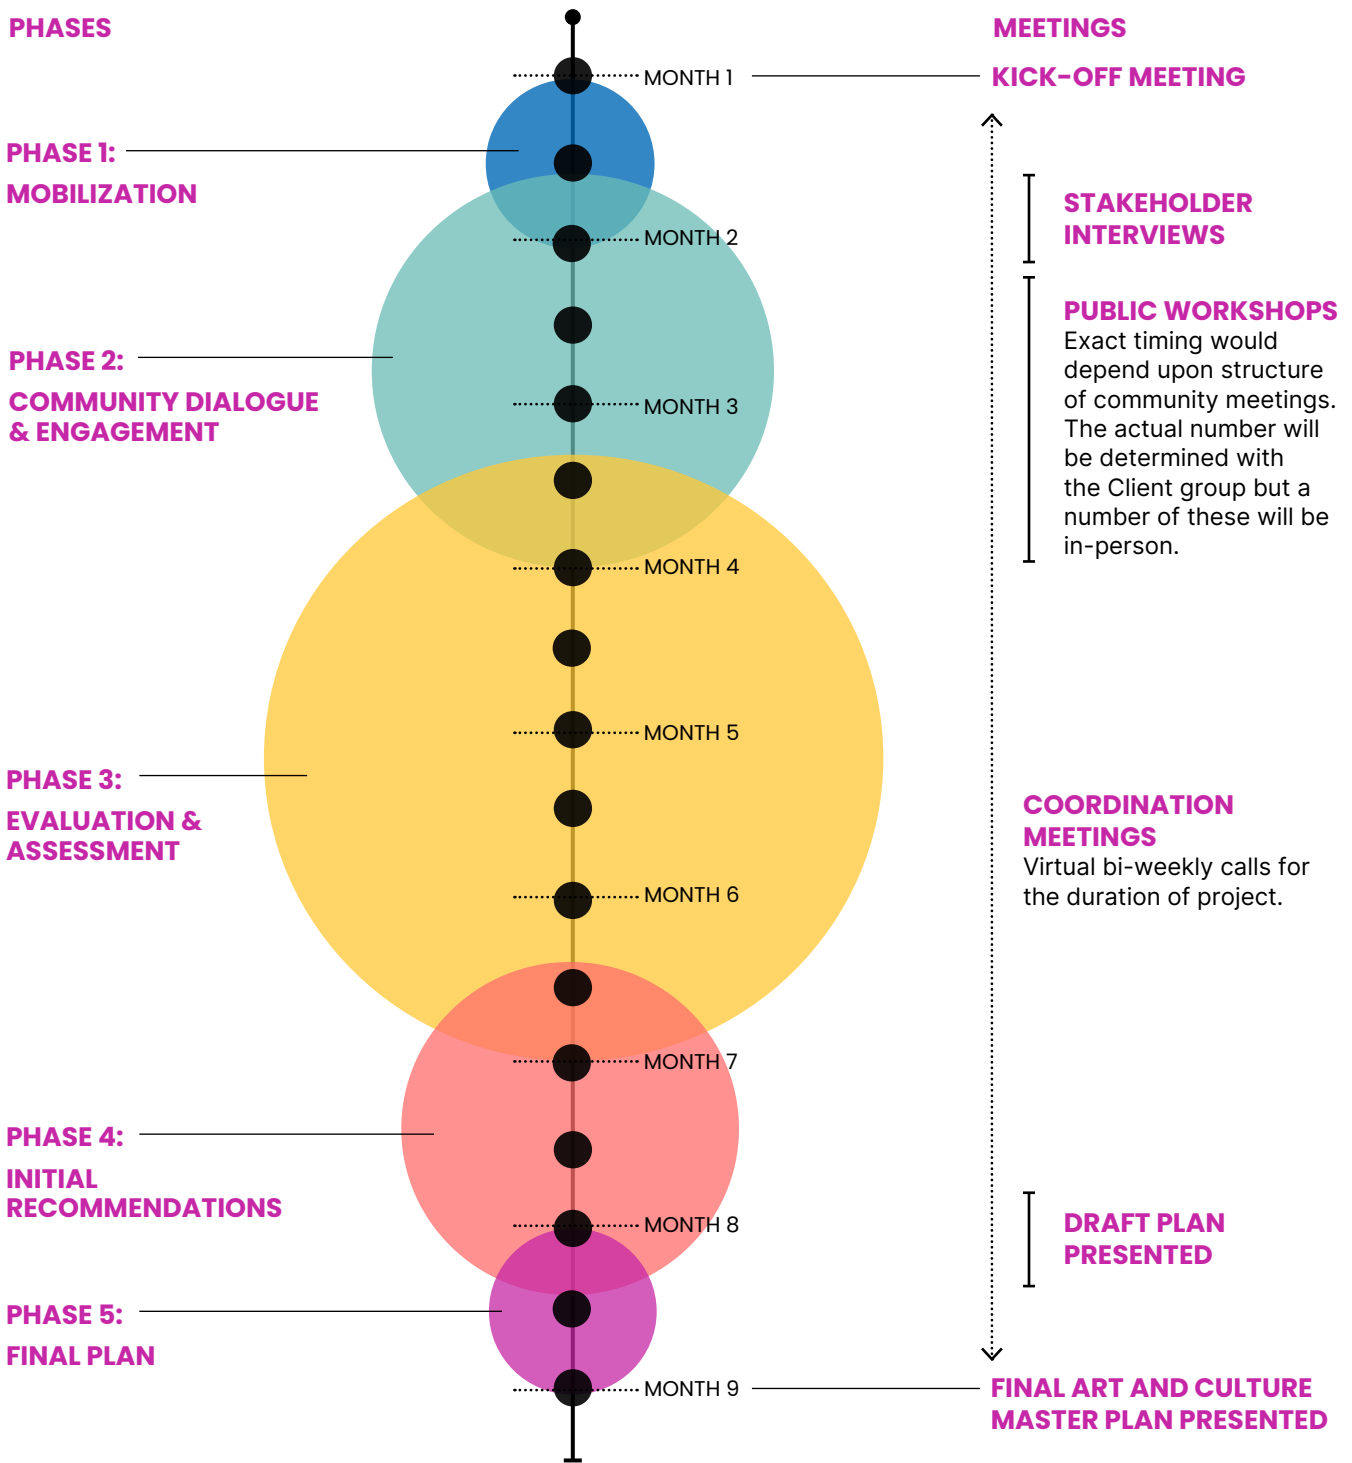 PHASES
PHASE 1:
MOBILIZATION
PHASE 2:
COMMUNITY DIALOGUE
& ENGAGEMENT
PHASE 3:
EVALUATION &
ASSESSMENT
PHASE 4:
INITIAL
RECOMMENDATIONS
PHASE 5:
FINAL PLAN
MONTH 1
MONTH 2
MONTH 3
MONTH 4
MONTH 5
MONTH 6
MONTH 7
MONTH 8
MONTH 9
MEETINGS
KICK-OFF MEETING
STAKEHOLDER
INTERVIEWS
PUBLIC WORKSHOPS
Exact timing would
depend upon structure
of community meetings.
The actual number will
be determined with
the Client group but a
number of these will be
in-person.
COORDINATION
MEETINGS
Virtual bi-weekly calls for
the duration of project.
DRAFT PLAN
PRESENTED
FINAL ART AND CULTURE
MASTER PLAN PRESENTED